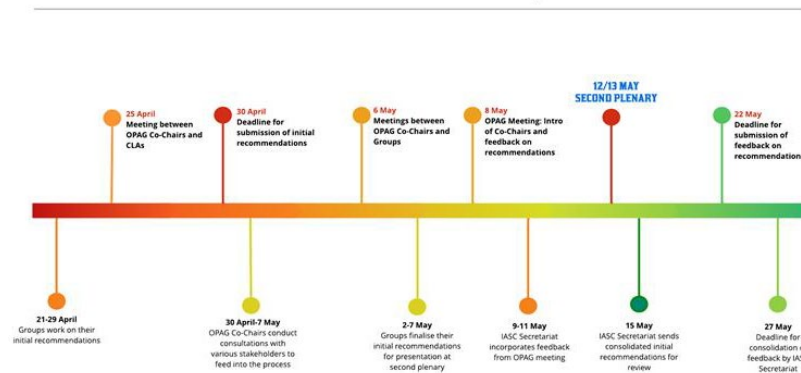 25 April
Meeting between
OPAG Co-Chairs and
CLAs
30 April
Deadline for
submission of initial
recommendations
6 May
Meetings between
OPAG Co-Chairs and
Groups
8 May
OPAG Meeting: Intro
of Co-Chairs and
feedback on
recommendations
12/13 MAY
SECOND PLENARY
22 May
Deadline for
submission of
feedback on
recommendation
21-29 April
Groups work on their
initial recommendations
30 April-7 May
OPAG Co-Chairs conduct
consultations with
various stakeholders to
feed into the process
2-7 May
Groups finalise their
initial recommendations
for presentation at
second plenary
9-11 May
IASC Secretariat
incorporates feedback
from OPAG meeting
15 May
IASC Secretariat sends
consolidated initial
recommendations for
review
27 May
Deadline for
consolidation
feedback by
Secretariat